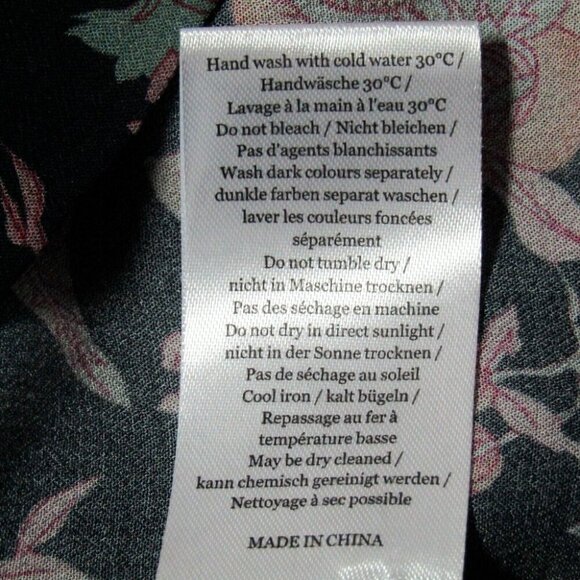 Hand wash with cold water 30°C /
Handwäsche 30°C /
Lavage à la main à l'eau 30°C
Do not bleach / Nicht bleichen /
Pas d'agents blanchissants
Wash dark colours separately /
dunkle farben separat waschen /
laver les couleurs foncées
séparément
Do not tumble dry /
nicht in Maschine trocknen /
Pas des séchage en machine
Do not dry in direct sunlight /
nicht in der Sonne trocknen /
Pas de séchage au soleil
Cool iron / kalt bügeln /
Repassage au fer à
température basse
May be dry cleaned /
kann chemisch gereinigt werden /
Nettoyage à sec possible
MADE IN CHINA